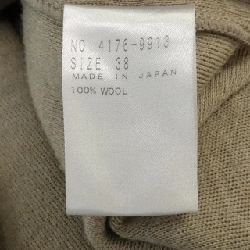 NO 4176-9913
SIZE 38
MADE IN JAPAN
100% WOOL